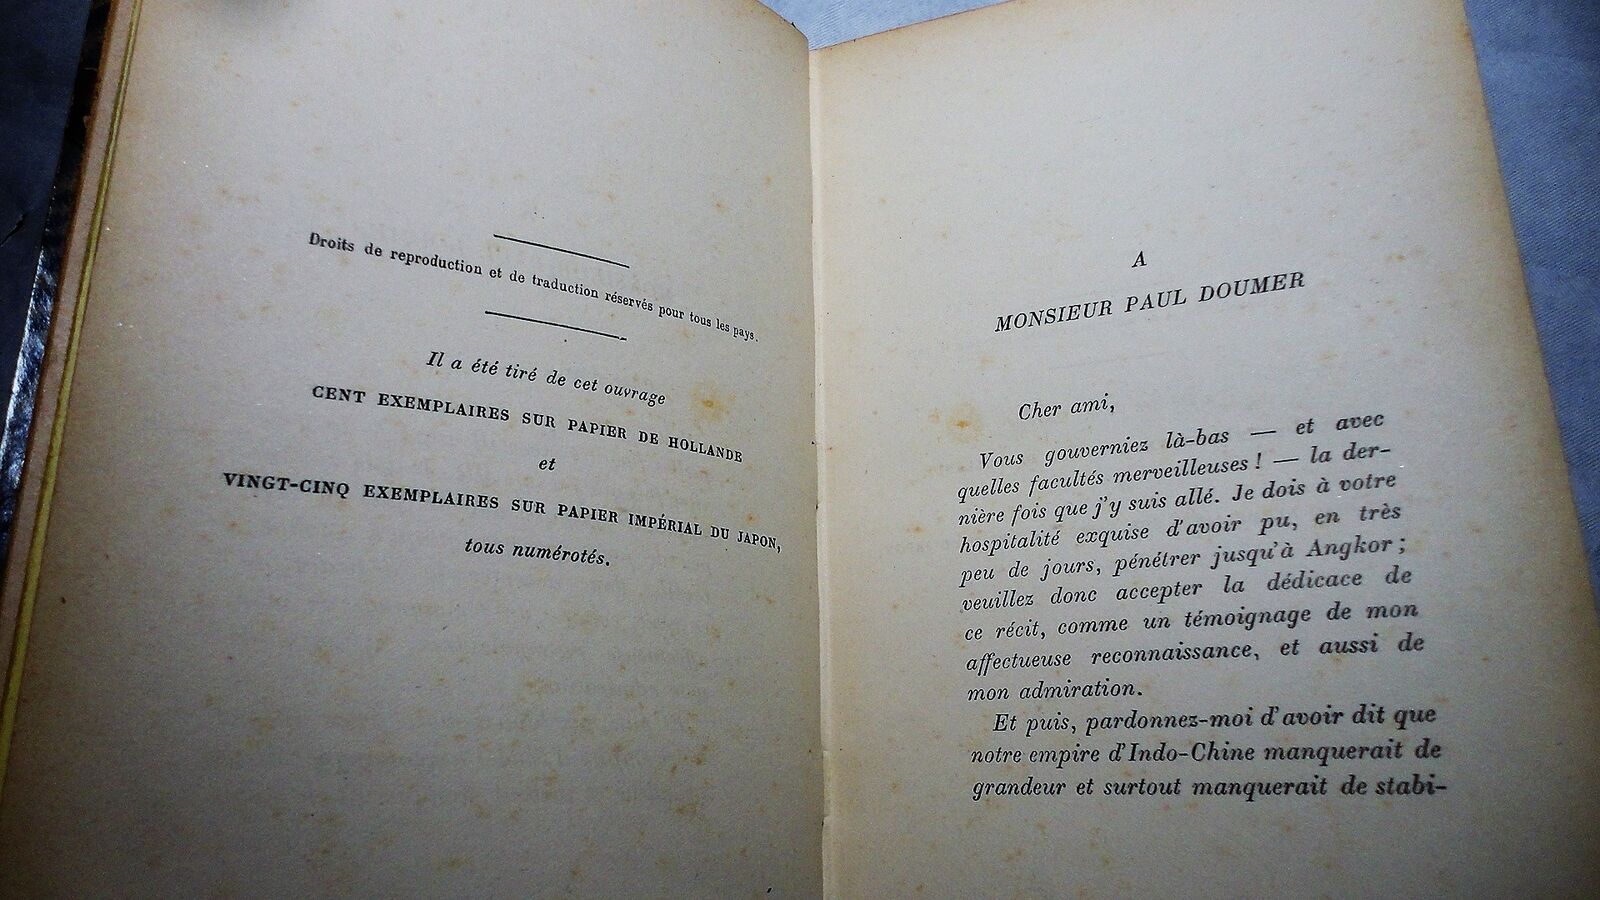 Droits de reproduction et de traduction réservés pour tous les pays.
Il a été tiré de cet ouvrage
CENT EXEMPLAIRES SUR PAPIER DE HOLLANDE
et
VINGT-CINQ EXEMPLAIRES SUR PAPIER IMPÉRIAL DU JAPON,
tous numérotés.
A
MONSIEUR PAUL DOUMER
Cher ami,
Vous gouverniez là-bas — et avec
quelles facultés merveilleuses ! — la der-
nière fois que j'y suis allé. Je dois à votre
hospitalité exquise d'avoir pu, en très
peu de jours, pénétrer jusqu'à Angkor ;
veuillez donc accepter la dédicace de
ce récit, comme un témoignage de mon
affectueuse reconnaissance, et aussi de
mon admiration.
Et puis, pardonnez-moi d'avoir dit que
notre empire d'Indo-Chine manquerait de
grandeur et surtout manquerait de stabi-